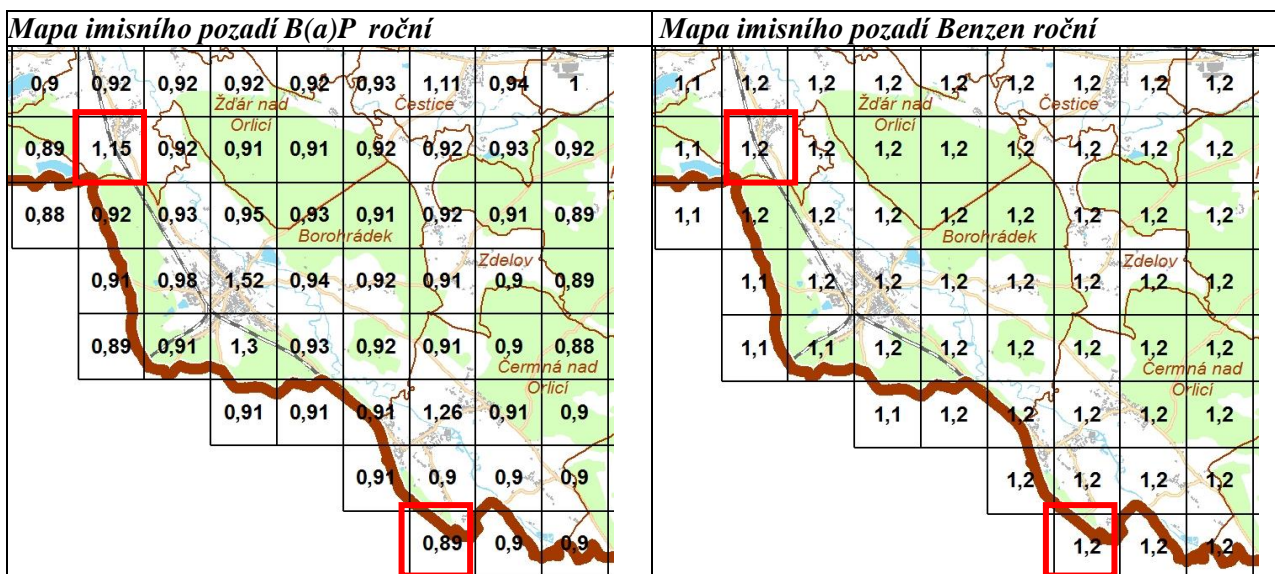 Mapa imisního pozadí B(a)P roční
0,9 0,92 0,92 0,92 0,92 0,93 1,11 0,94 1
Žďár nad
Orlicí
Čestice
0,89 1,15 0,92 0,91 0,91 0,92 0,92 0,93 0,92
0,88 0,92 0,93 0,95 0,93 0,91 0,92 0,91 0,89
Borohrádek
Zdelov
0,91 0,98 1,52 0,94 0,92 0,91 0,9 0,89
0,89 0,91 1,3 0,93 0,92 0,91 0,9 0,88
Čermná nad
Orlicí
0,91 0,91 0,91 1,26 0,91 0,9
0,91 0,9 0,9 0,9
0,89 0,9 0,9
Mapa imisního pozadí Benzen roční
1,1 1,2 1,2 1,2 1,2 1,2 1,2 1,2 1,2
Žďár nad
Orlicí
Čestice
1,1 1,2 1,2 1,2 1,2 1,2 1,2 1,2 1,2
1,1 1,2 1,2 1,2 1,2 1,2 1,2 1,2 1,2
Borohrádek
Zdelov
1,1 1,2 1,2 1,2 1,2 1,2 1,2 1,2
1,1 1,1 1,2 1,2 1,2 1,2 1,2 1,2
Čermná nad
Orlicí
1,1 1,2 1,2 1,2 1,2 1,2
1,2 1,2 1,2 1,2
1,2 1,2 1,2